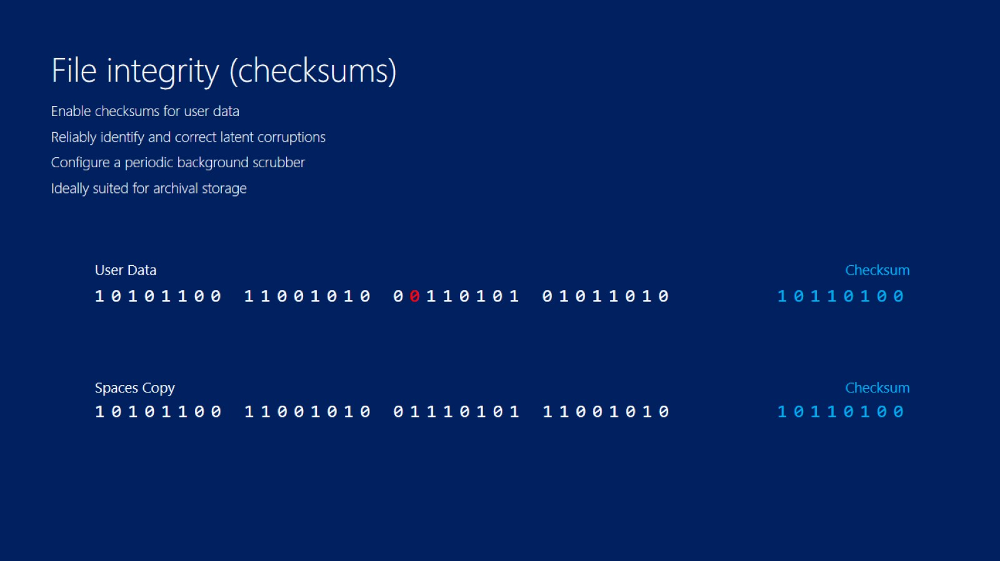 File integrity (checksums)
Enable checksums for user data
Reliably identify and correct latent corruptions
Configure a periodic background scrubber
Ideally suited for archival storage
User Data Checksum
10101100 11001010 00110101 01011010 10110100
Spaces Copy Checksum
10101100 11001010 01110101 11001010 10110100